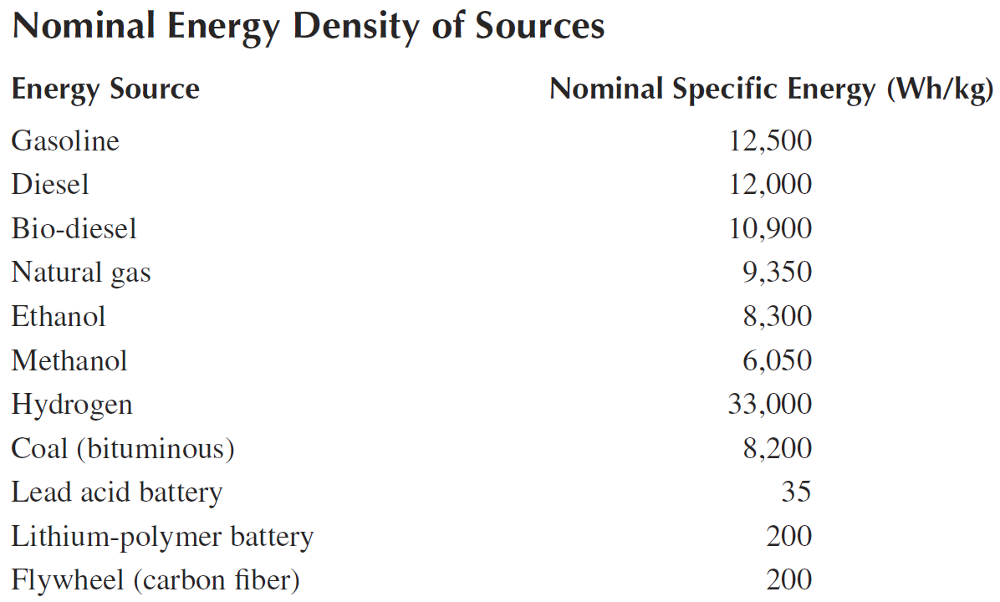 Nominal Energy Density of Sources
Energy Source Nominal Specific Energy (Wh/kg)
Gasoline 12,500
Diesel 12,000
Bio-diesel 10,900
Natural gas 9,350
Ethanol 8,300
Methanol 6,050
Hydrogen 33,000
Coal (bituminous) 8,200
Lead acid battery 35
Lithium-polymer battery 200
Flywheel (carbon fiber) 200